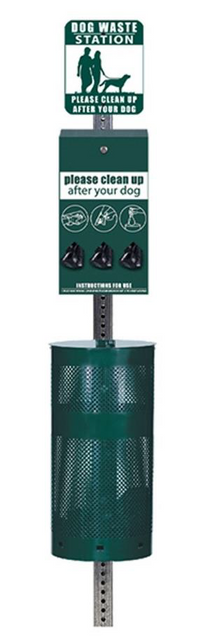 DOG WASTE
STATION
PLEASE CLEAN UP
AFTER YOUR DOG
please clean up
after your dog
INSTRUCTIONS FOR USE